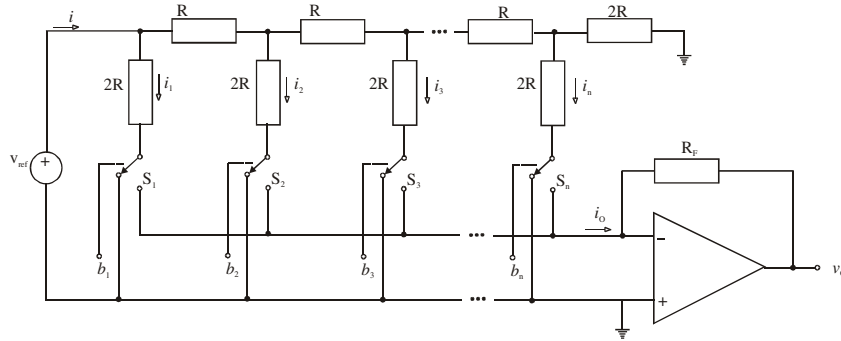 i R R R 2R
2R i1 2R i2 2R i3 2R in
vref + S1 S2 S3 Sn RF
iO
b1 b2 b3 bn − +